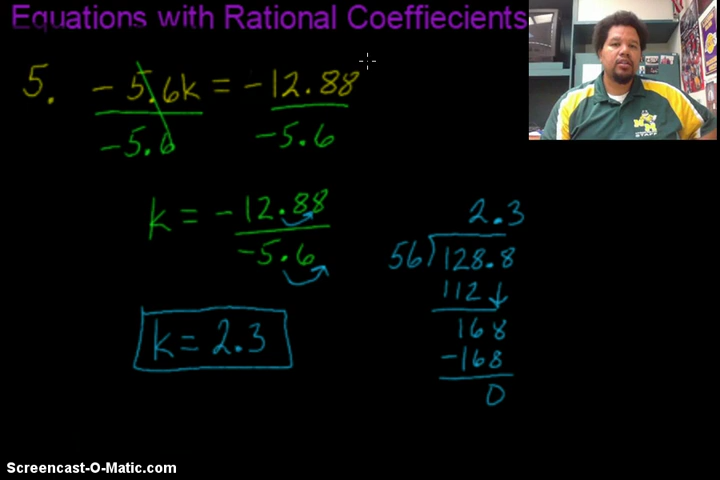 Equations with Rational Coeffiecients
5. -5.6k = -12.88
-5.6 -5.6
k = -12.88
-5.6
k = 2.3
2.3
56 128.8
112
168
-168
0
STAFF
Screencast-O-Matic.com